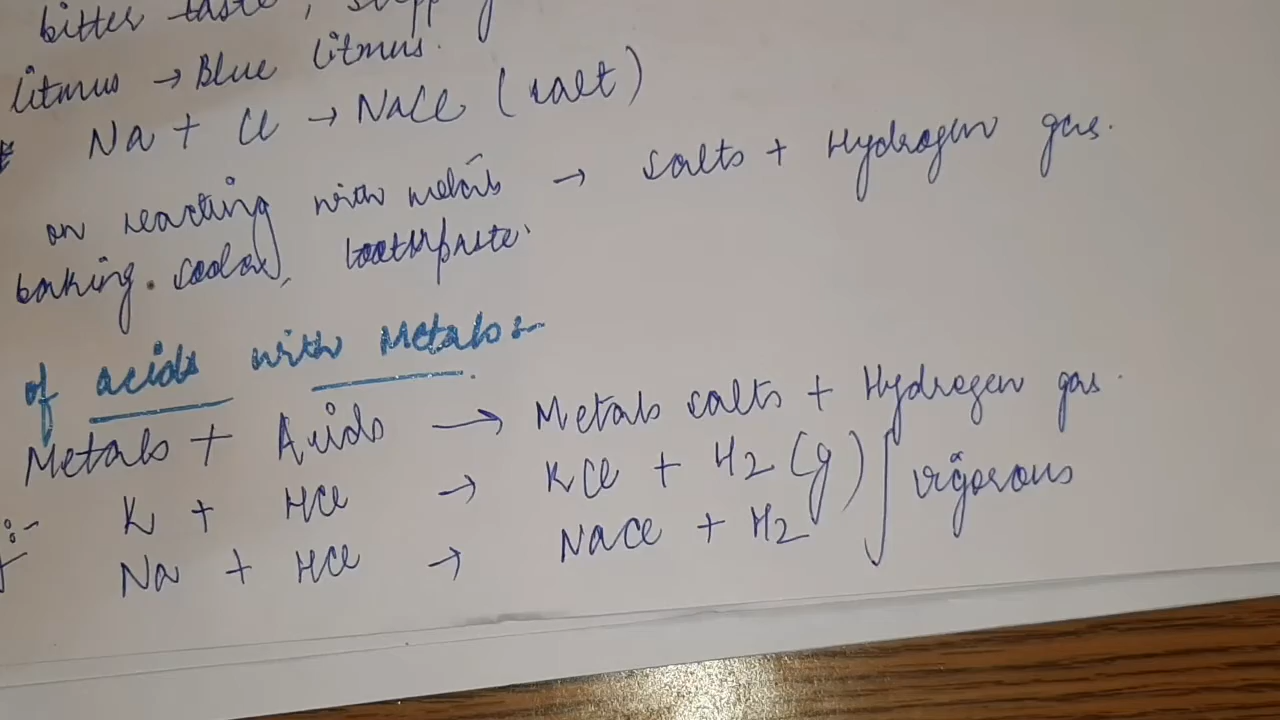 bitter taste,
litmus → Blue litmus.
Na + Cl → NaCl (salt)
on reacting with metals → salts + Hydrogen gas.
baking soda, toothpaste.
of acids with Metals :-
Metals + Acids → Metals salts + Hydrogen gas.
K + HCl → KCl + H2 (g)
Na + HCl → NaCl + H2
vigorous